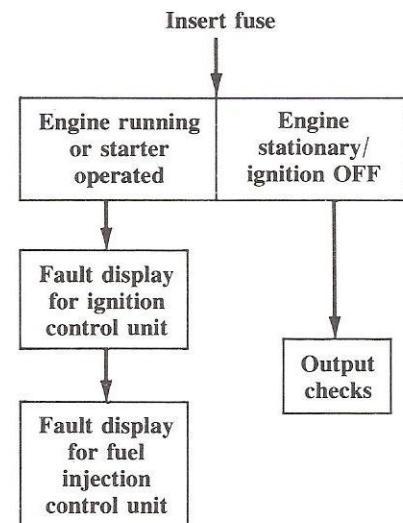 Insert fuse
Engine running
or starter
operated
Engine
stationary/
ignition OFF
Fault display
for ignition
control unit
Output
checks
Fault display
for fuel
injection
control unit